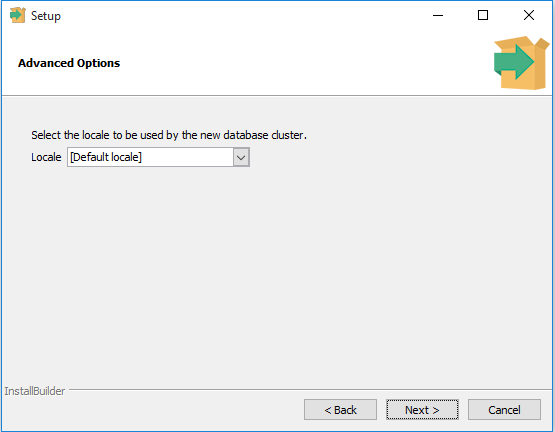 Setup
Advanced Options
Select the locale to be used by the new database cluster.
Locale [Default locale]
InstallBuilder
< Back Next > Cancel